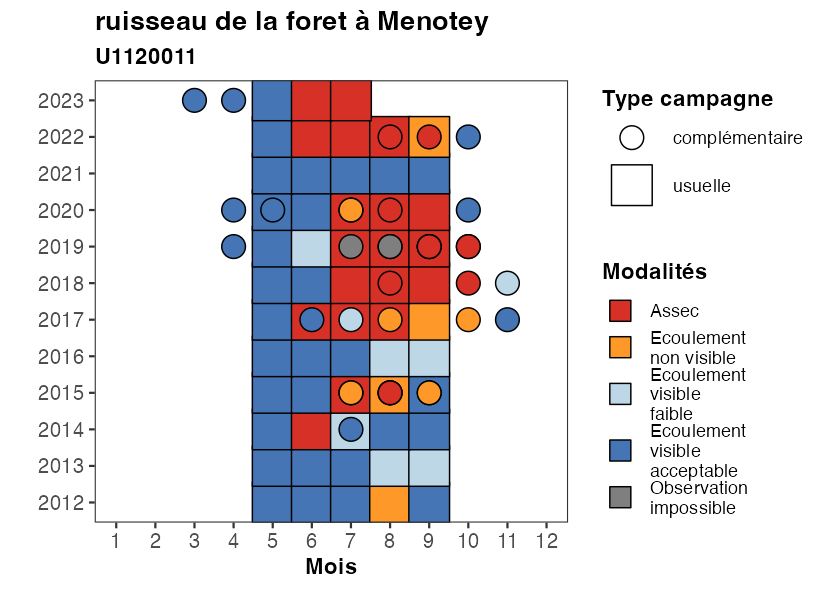 ruisseau de la foret à Menotey
U1120011
2023
2022
2021
2020
2019
2018
2017
2016
2015
2014
2013
2012
1 2 3 4 5 6 7 8 9 10 11 12
Mois
Type campagne
complémentaire
usuelle
Modalités
Assec
Ecoulement
non visible
Ecoulement
visible
faible
Ecoulement
visible
acceptable
Observation
impossible